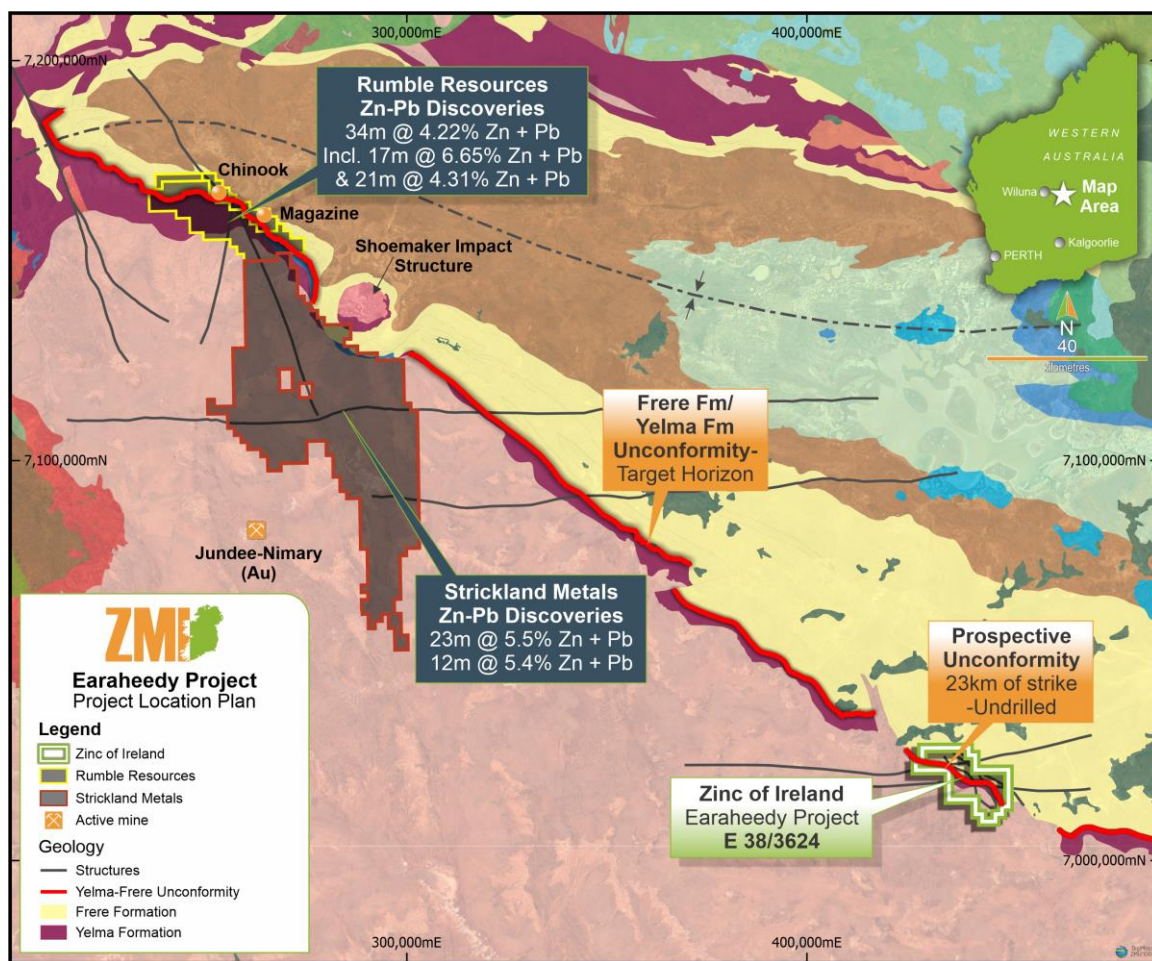 300,000mE
400,000mE
7,200,000mN
Rumble Resources
Zn-Pb Discoveries
34m @ 4.22% Zn + Pb
Incl. 17m @ 6.65% Zn + Pb
& 21m @ 4.31% Zn + Pb
WESTERN
AUSTRALIA
Wiluna
Map
Area
Kalgoorlie
PERTH
Chinook
Magazine
Shoemaker Impact
Structure
N
40
kilometres
Frere Fm/
Yelma Fm
Unconformity-
Target Horizon
7,100,000mN
7,100,000mN
Jundee-Nimary
(Au)
Strickland Metals
Zn-Pb Discoveries
23m @ 5.5% Zn + Pb
12m @ 5.4% Zn + Pb
Prospective
Unconformity
23km of strike
-Undrilled
Zinc of Ireland
Earaheedy Project
E 38/3624
7,000,000mN
ZMI
Earaheedy Project
Project Location Plan
Legend
Zinc of Ireland
Rumble Resources
Strickland Metals
Active mine
Geology
Structures
Yelma-Frere Unconformity
Frere Formation
Yelma Formation
300,000mE
400,000mE